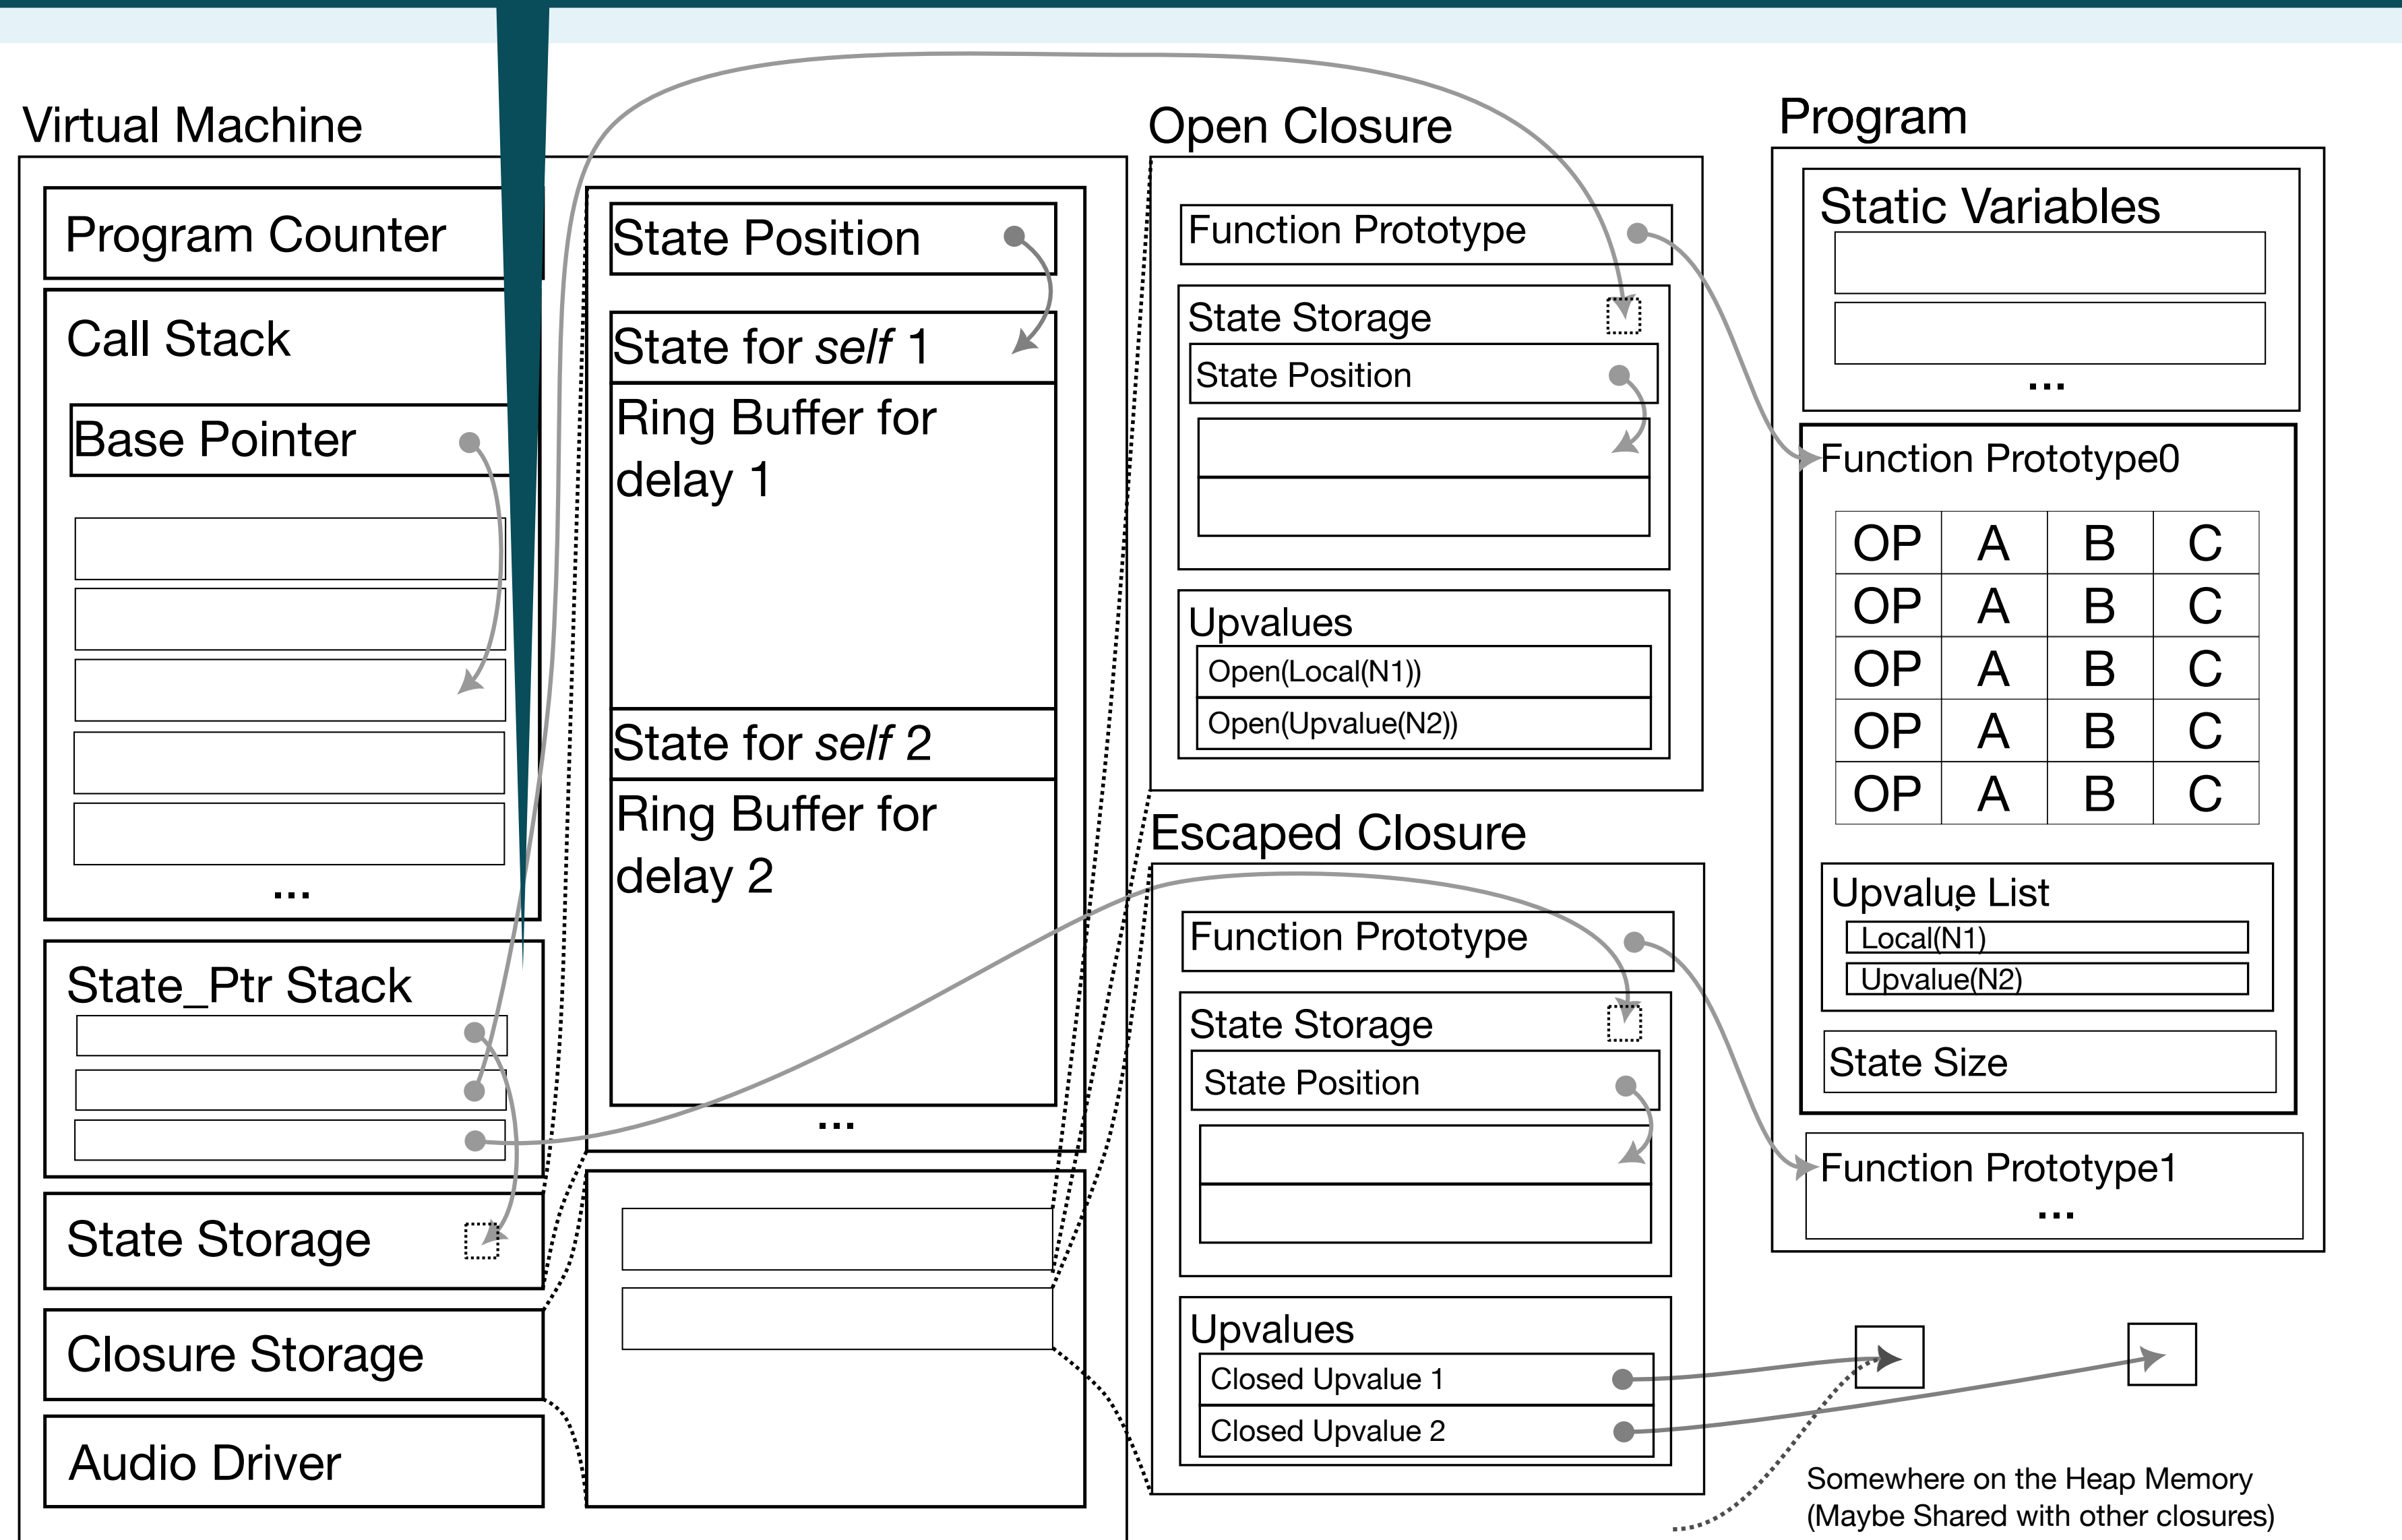 Virtual Machine
Program Counter
Call Stack
Base Pointer
...
State_Ptr Stack
State Storage
Closure Storage
Audio Driver
State Position
State for self 1
Ring Buffer for
delay 1
State for self 2
Ring Buffer for
delay 2
...
Open Closure
Function Prototype
State Storage
State Position
Upvalues
Open(Local(N1))
Open(Upvalue(N2))
Escaped Closure
Function Prototype
State Storage
State Position
Upvalues
Closed Upvalue 1
Closed Upvalue 2
Program
Static Variables
...
Function Prototype0
OP A B C
OP A B C
OP A B C
OP A B C
OP A B C
Upvalue List
Local(N1)
Upvalue(N2)
State Size
Function Prototype1
...
Somewhere on the Heap Memory
(Maybe Shared with other closures)